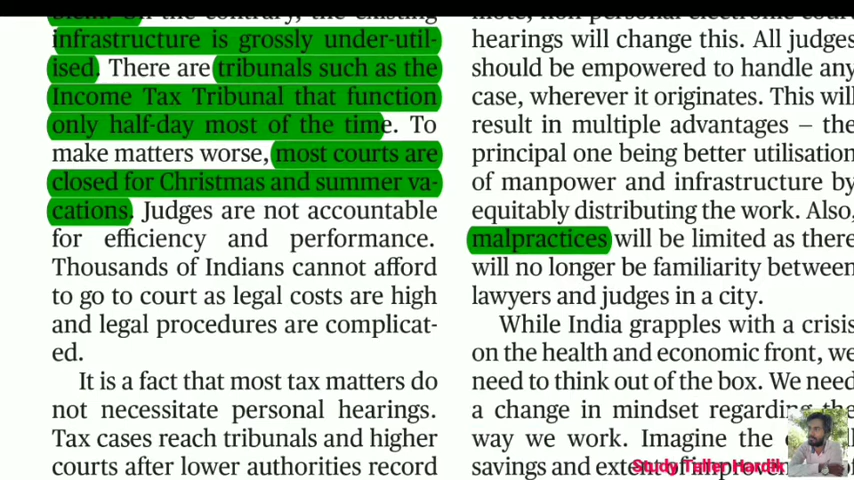 infrastructure is grossly under-util-
ised. There are tribunals such as the
Income Tax Tribunal that function
only half-day most of the time. To
make matters worse, most courts are
closed for Christmas and summer va-
cations. Judges are not accountable
for efficiency and performance.
Thousands of Indians cannot afford
to go to court as legal costs are high
and legal procedures are complicat-
ed.
It is a fact that most tax matters do
not necessitate personal hearings.
Tax cases reach tribunals and higher
courts after lower authorities record
hearings will change this. All judges
should be empowered to handle any
case, wherever it originates. This will
result in multiple advantages – the
principal one being better utilisation
of manpower and infrastructure by
equitably distributing the work. Also,
malpractices will be limited as there
will no longer be familiarity between
lawyers and judges in a city.
While India grapples with a crisis
on the health and economic front, we
need to think out of the box. We need
a change in mindset regarding the
way we work. Imagine the
savings and extent of improvement of
Study Teller Hardik